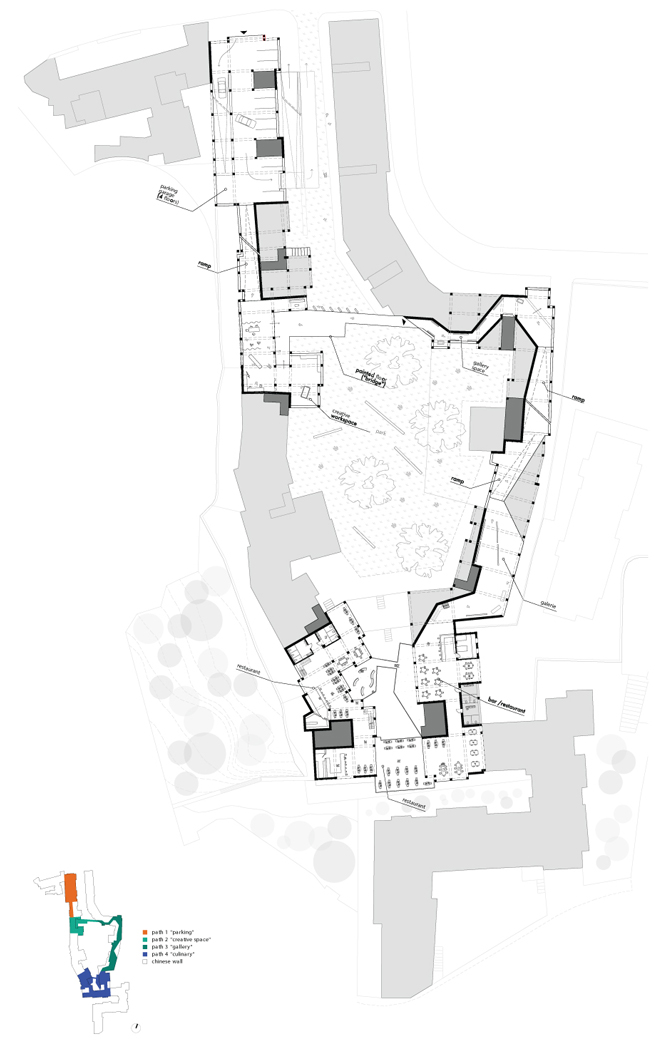 parking
garage
(4 floors)
ramp
painted floor
("bridge")
gallery
space
ramp
creative
workspace
park
ramp
galerie
restaurant
bar / restaurant
restaurant
path 1 "parking"
path 2 "creative space"
path 3 "gallery"
path 4 "culinary"
chinese wall